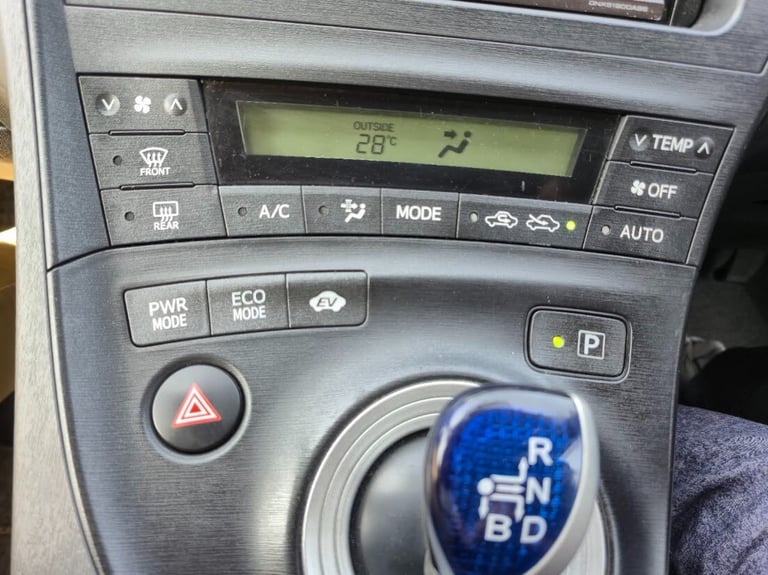 OUTSIDE
28°C
TEMP
FRONT
OFF
REAR
A/C
MODE
AUTO
PWR
MODE
ECO
MODE
EV
P
R
N
B D